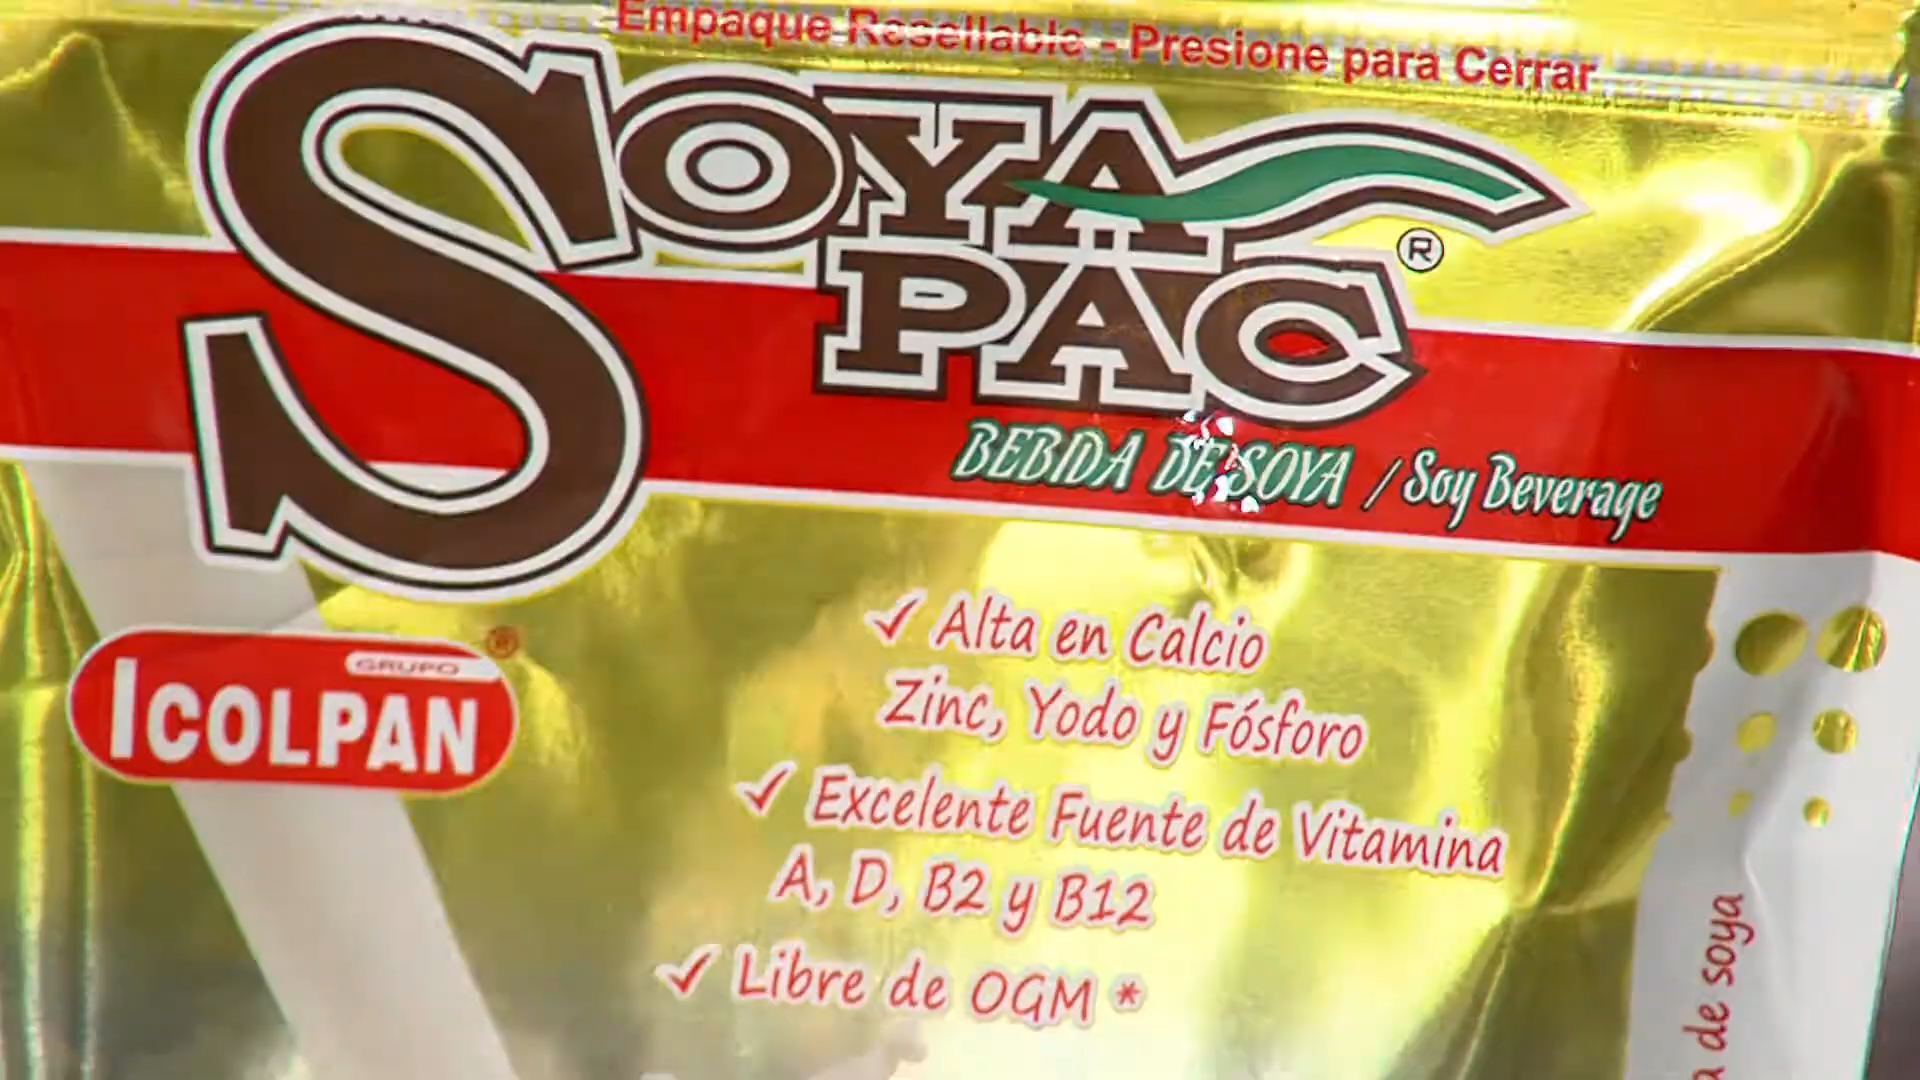 Empaque Resellable - Presione para Cerrar
SOYA
PAC®
BEBIDA DE SOYA / Soy Beverage
GRUPO ®
ICOLPAN
✓ Alta en Calcio
Zinc, Yodo y Fósforo
✓ Excelente Fuente de Vitamina
A, D, B2 y B12
✓ Libre de OGM *
de soya